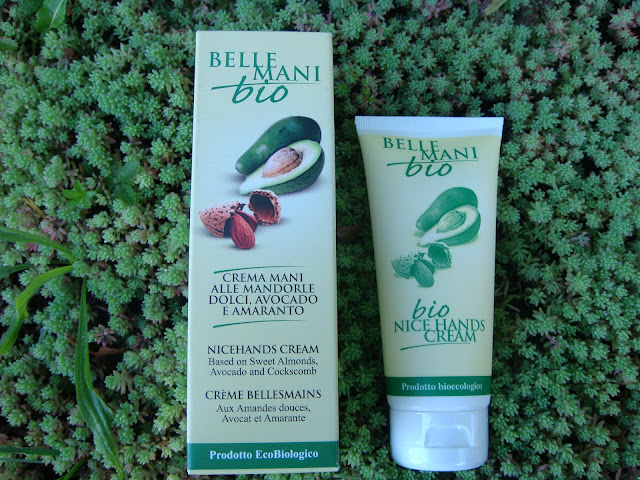 BELLE
MANI
bio
CREMA MANI
ALLE MANDORLE
DOLCI, AVOCADO
E AMARANTO
NICEHANDS CREAM
Based on Sweet Almonds,
Avocado and Cockscomb
CRÈME BELLESMAINS
Aux Amandes douces,
Avocat et Amarante
Prodotto EcoBiologico
BELLE
MANI
bio
bio
NICE HANDS
CREAM
Prodotto bioecologico